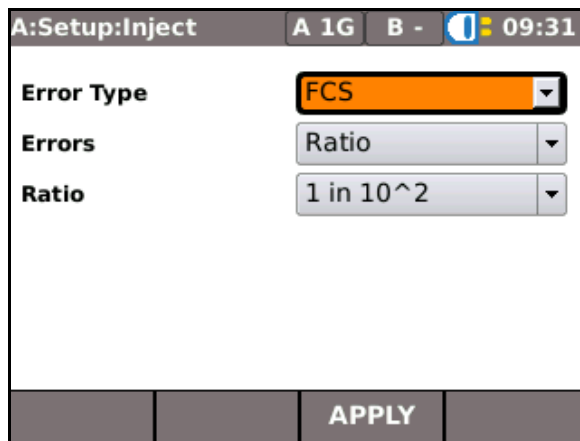 A:Setup:Inject A 1G B - 09:31
Error Type FCS
Errors Ratio
Ratio 1 in 10^2
APPLY